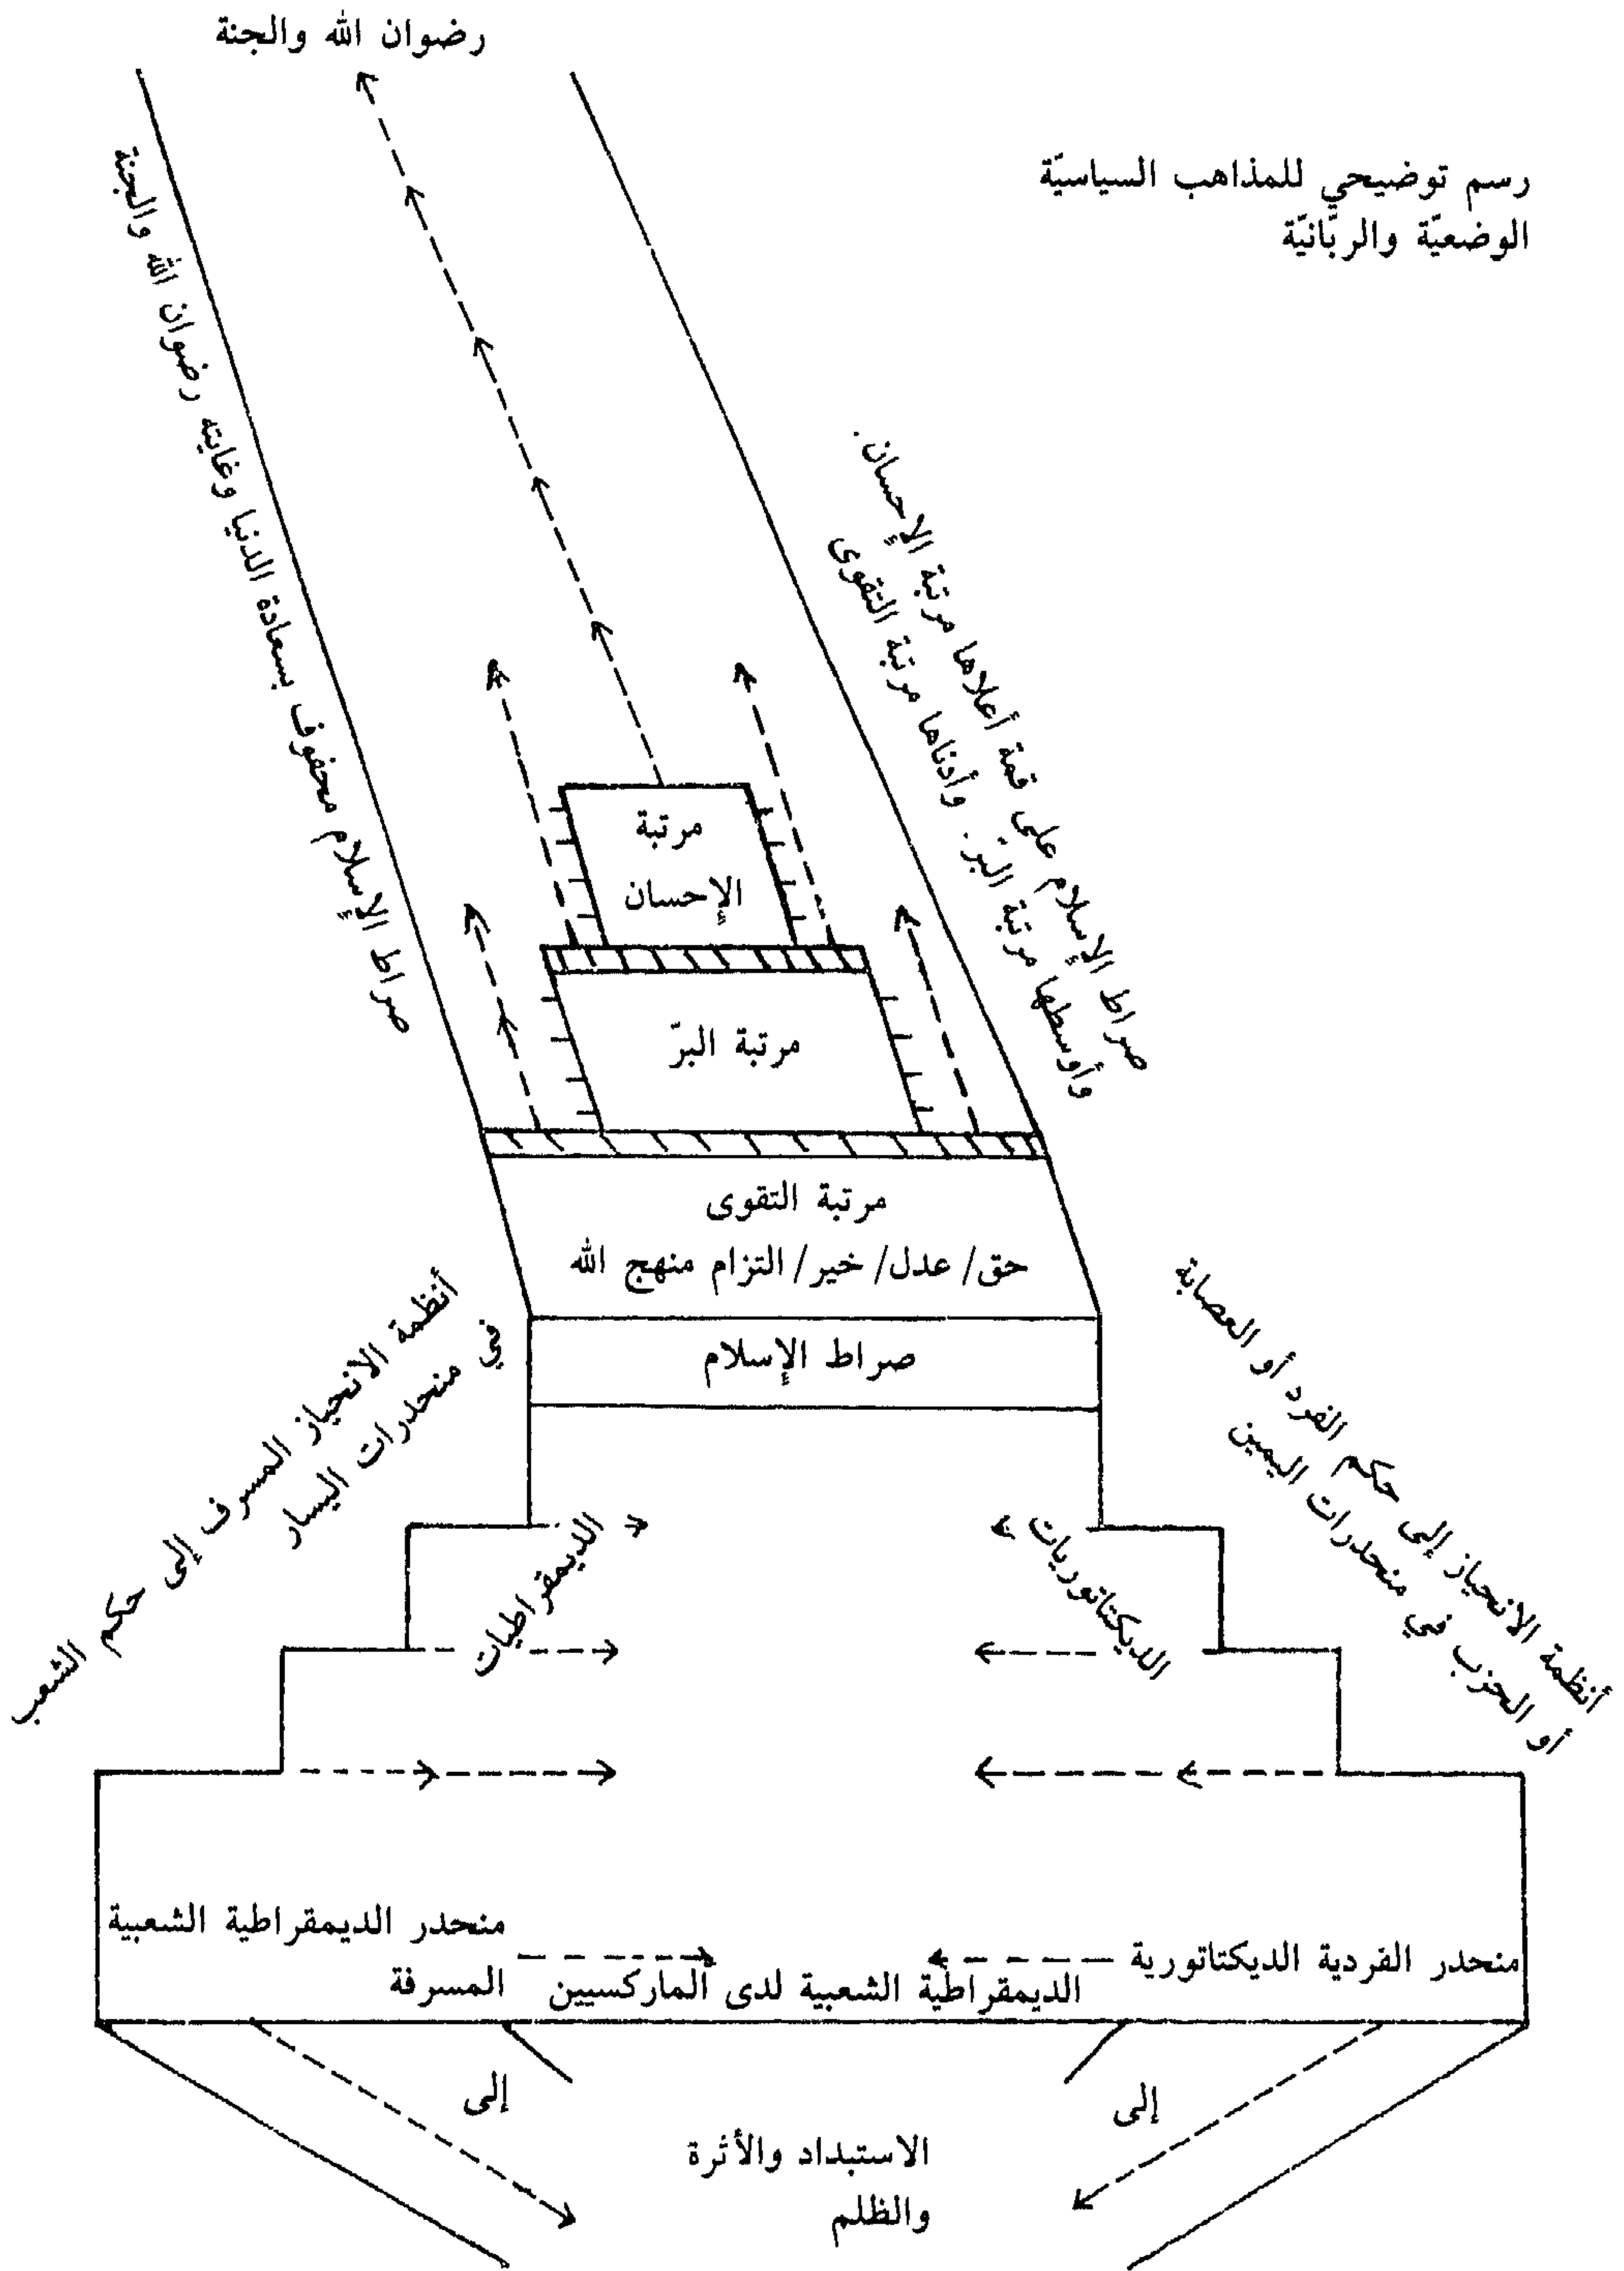 رضوان الله والجنة
رسم توضيحي للمذاهب السياسيّة
الوضعيّة والربّانيّة
صراط الإسلام محفوف بسعادة الدنيا وغايته رضوان الله والجنة
صراط الإسلام على قمة أعلاها مرتبة الإحسان.
وأوسطها مرتبة البرّ. وأدناها مرتبة التقوى
مرتبة
الإحسان
مرتبة البرّ
مرتبة التقوى
حق/ عدل/ خير/ التزام منهج الله
صراط الإسلام
أنظمة الانحياز إلى حكم الفرد أو العصابة
أو الحزب في منحدرات اليمين
أنظمة الانحياز المسرف إلى حكم الشعب
في منحدرات اليسار
الديكتاتوريات
الديمقراطيات
منحدر الفردية الديكتاتورية
منحدر الديمقراطية الشعبية
المسرفة
الديمقراطية الشعبية لدى الماركسيين
إلى
إلى
الاستبداد والأثرة
والظلم